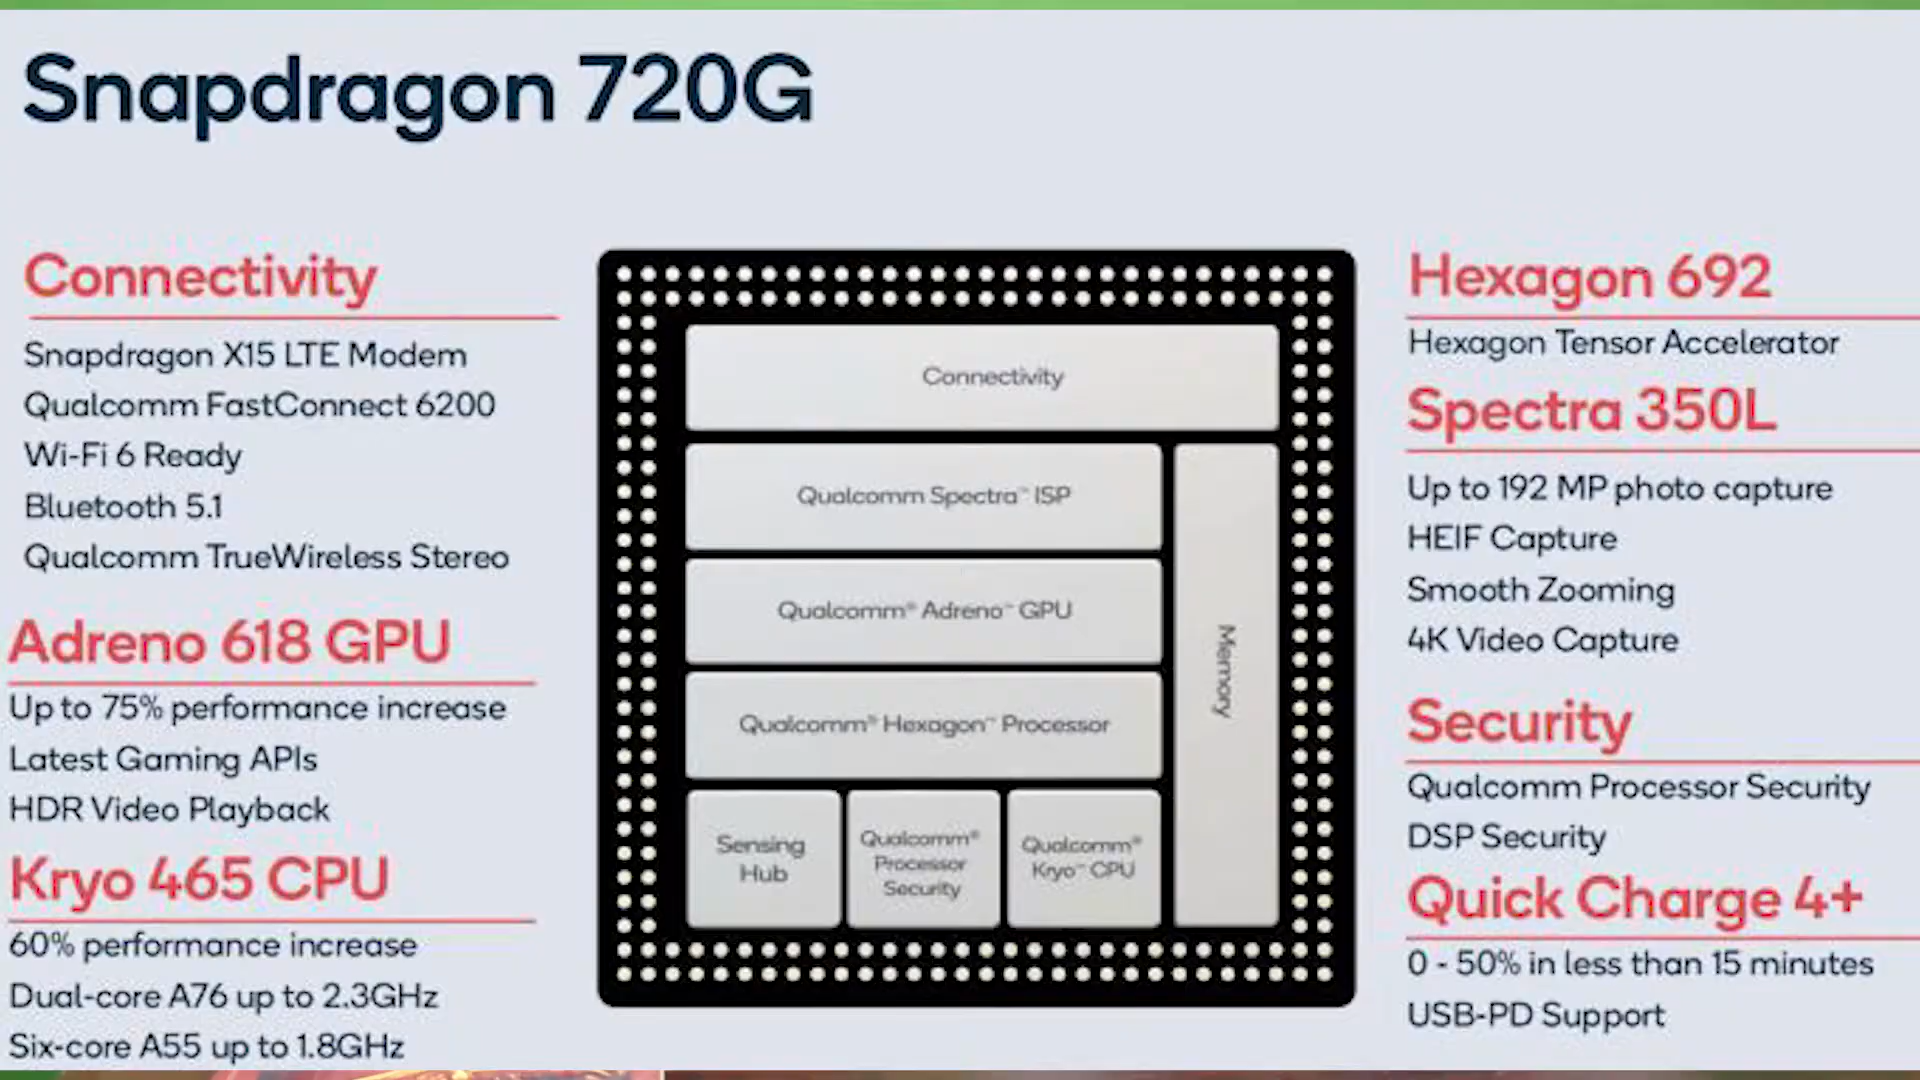 Snapdragon 720G
Connectivity
Snapdragon X15 LTE Modem
Qualcomm FastConnect 6200
Wi-Fi 6 Ready
Bluetooth 5.1
Qualcomm TrueWireless Stereo
Adreno 618 GPU
Up to 75% performance increase
Latest Gaming APIs
HDR Video Playback
Kryo 465 CPU
60% performance increase
Dual-core A76 up to 2.3GHz
Six-core A55 up to 1.8GHz
Connectivity
Qualcomm Spectra™ ISP
Qualcomm® Adreno™ GPU
Qualcomm® Hexagon™ Processor
Sensing
Hub
Qualcomm®
Processor
Security
Qualcomm®
Kryo™ CPU
Memory
Hexagon 692
Hexagon Tensor Accelerator
Spectra 350L
Up to 192 MP photo capture
HEIF Capture
Smooth Zooming
4K Video Capture
Security
Qualcomm Processor Security
DSP Security
Quick Charge 4+
0 - 50% in less than 15 minutes
USB-PD Support